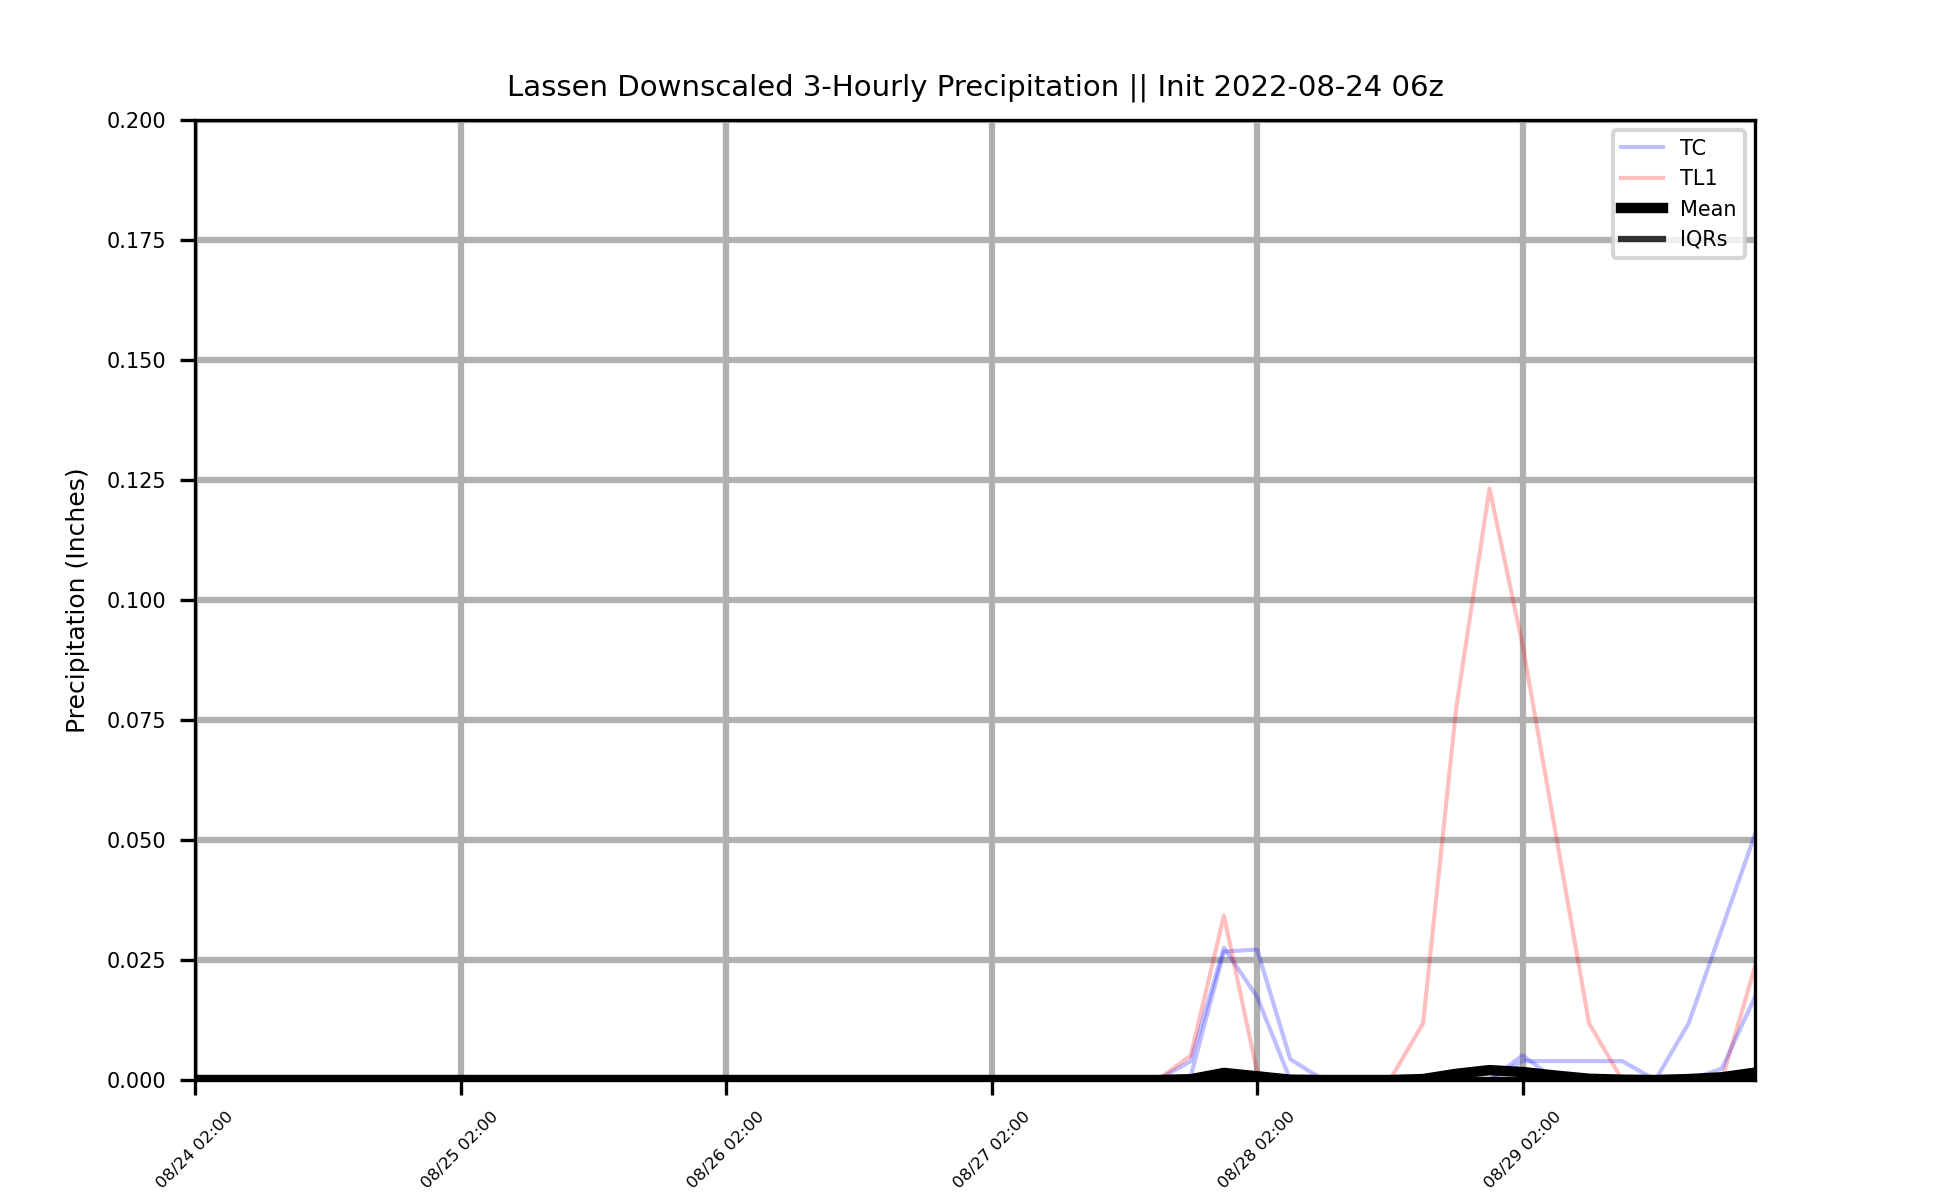 Lassen Downscaled 3-Hourly Precipitation || Init 2022-08-24 06z
0.200
0.175
0.150
0.125
0.100
0.075
0.050
0.025
0.000
Precipitation (Inches)
TC
TL1
Mean
IQRs
08/24 02:00
08/25 02:00
08/26 02:00
08/27 02:00
08/28 02:00
08/29 02:00